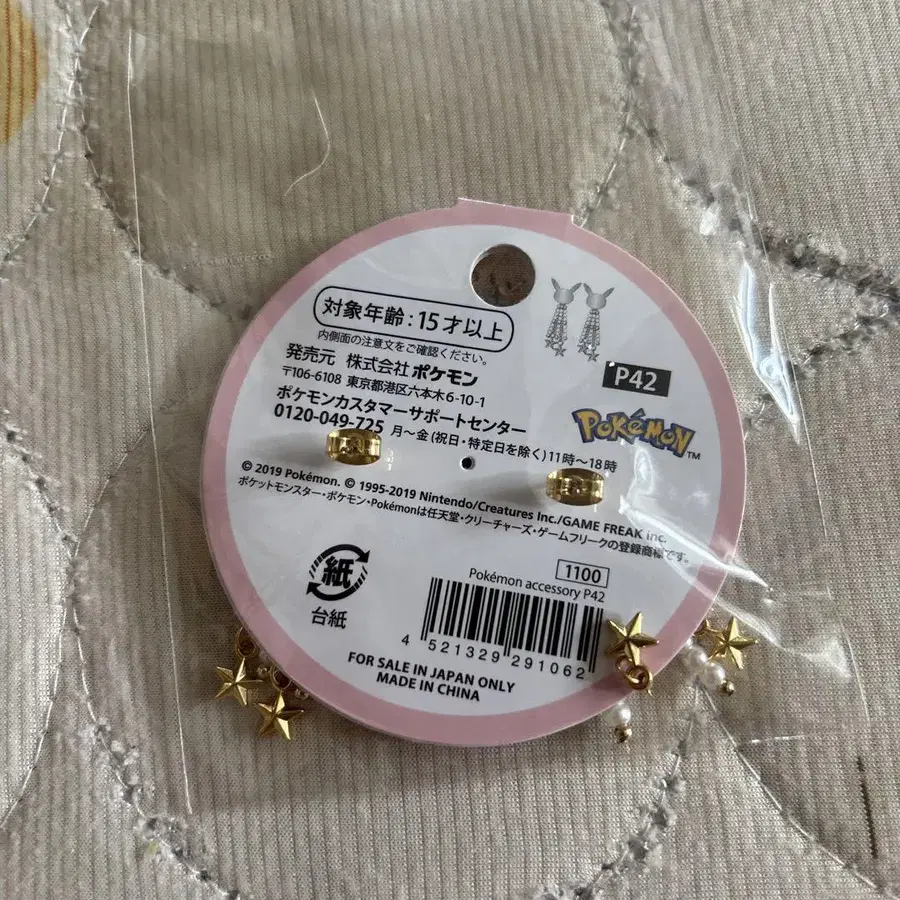 対象年齢:15才以上
内側面の注意文をご確認ください。
発売元 株式会社 ポケモン
〒106-6108 東京都港区六本木6-10-1
ポケモンカスタマーサポートセンター
0120-049-725 月～金(祝日・特定日を除く)11時～18時
P42
POKéMON™
© 2019 Pokémon. © 1995-2019 Nintendo/Creatures Inc./GAME FREAK inc.
ポケットモンスター・ポケモン・Pokémonは任天堂・クリーチャーズ・ゲームフリークの登録商標です。
紙
台紙
1100
Pokémon accessory P42
4 521329 291062
FOR SALE IN JAPAN ONLY
MADE IN CHINA